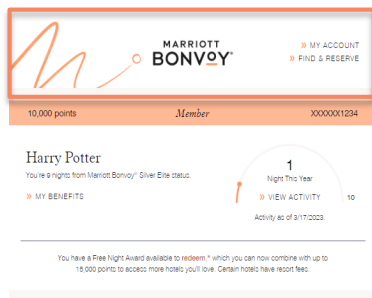 MARRIOTT
BONVOY®
» MY ACCOUNT
» FIND & RESERVE
10,000 points
Member
XXXXXX1234
Harry Potter
You're 9 nights from Marriott Bonvoy® Silver Elite status.
» MY BENEFITS
1
Night This Year
» VIEW ACTIVITY
10
Activity as of 3/17/2023.
You have a Free Night Award available to redeem,* which you can now combine with up to
15,000 points to access more hotels you'll love. Certain hotels have resort fees.